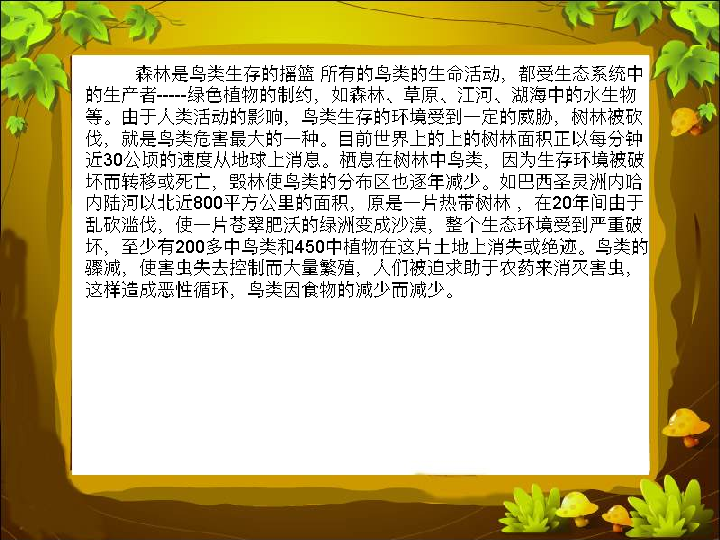 森林是鸟类生存的摇篮 所有的鸟类的生命活动，都受生态系统中
的生产者-----绿色植物的制约，如森林、草原、江河、湖海中的水生物
等。由于人类活动的影响，鸟类生存的环境受到一定的威胁，树林被砍
伐，就是鸟类危害最大的一种。目前世界上的上的树林面积正以每分钟
近30公顷的速度从地球上消息。栖息在树林中鸟类，因为生存环境被破
坏而转移或死亡，毁林使鸟类的分布区也逐年减少。如巴西圣灵洲内哈
内陆河以北近800平方公里的面积，原是一片热带树林 ，在20年间由于
乱砍滥伐，使一片苍翠肥沃的绿洲变成沙漠，整个生态环境受到严重破
坏，至少有200多中鸟类和450中植物在这片土地上消失或绝迹。鸟类的
骤减，使害虫失去控制而大量繁殖，人们被迫求助于农药来消灭害虫，
这样造成恶性循环，鸟类因食物的减少而减少。